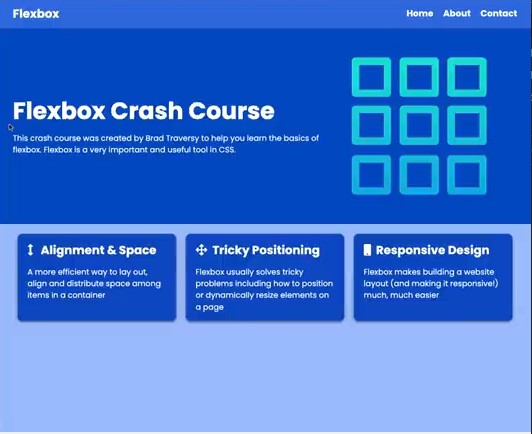 Flexbox
Home About Contact
Flexbox Crash Course
This crash course was created by Brad Traversy to help you learn the basics of
flexbox. Flexbox is a very important and useful tool in CSS.
Alignment & Space
A more efficient way to lay out,
align and distribute space among
items in a container
Tricky Positioning
Flexbox usually solves tricky
problems including how to position
or dynamically resize elements on
a page
Responsive Design
Flexbox makes building a website
layout (and making it responsive!)
much, much easier